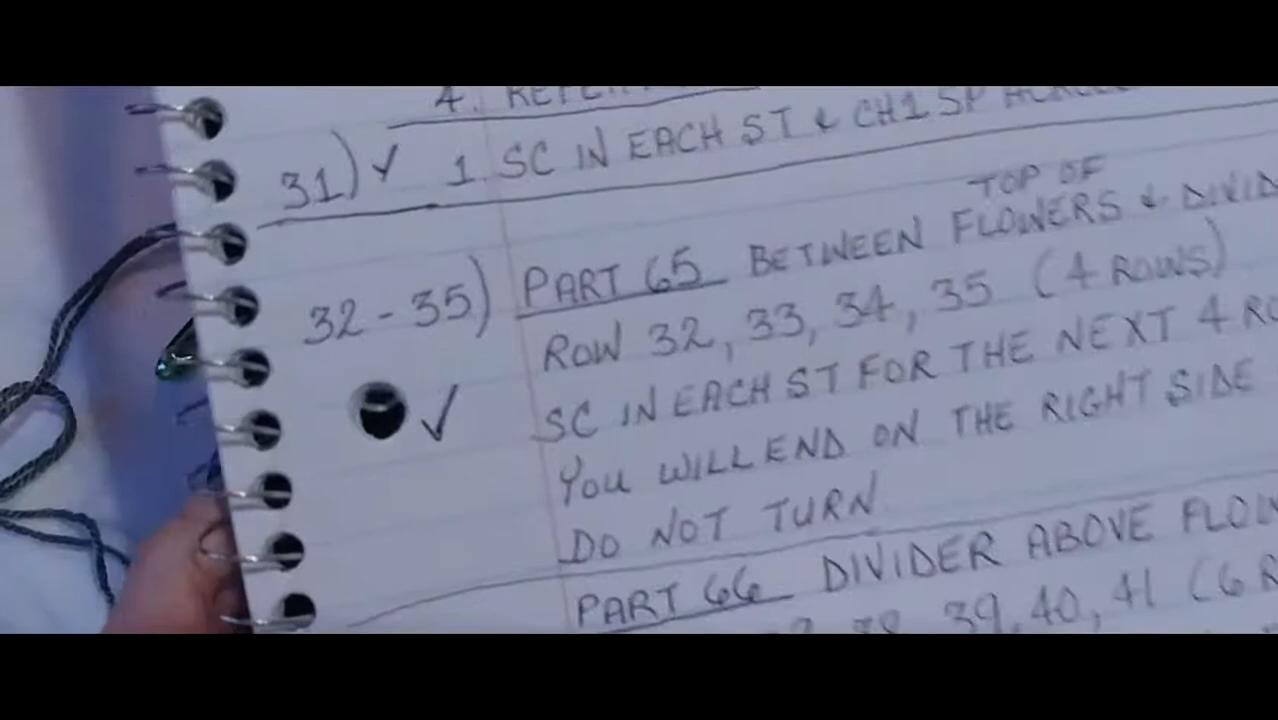 4.
31) ✓ 1. SC IN EACH ST & CH1 SP
TOP OF
32-35) PART 65 BETWEEN FLOWERS &
ROW 32, 33, 34, 35 (4 ROWS)
✓ SC IN EACH ST FOR THE NEXT 4
YOU WILL END ON THE RIGHT SIDE
DO NOT TURN
PART 66 DIVIDER ABOVE
39, 40, 41 (6